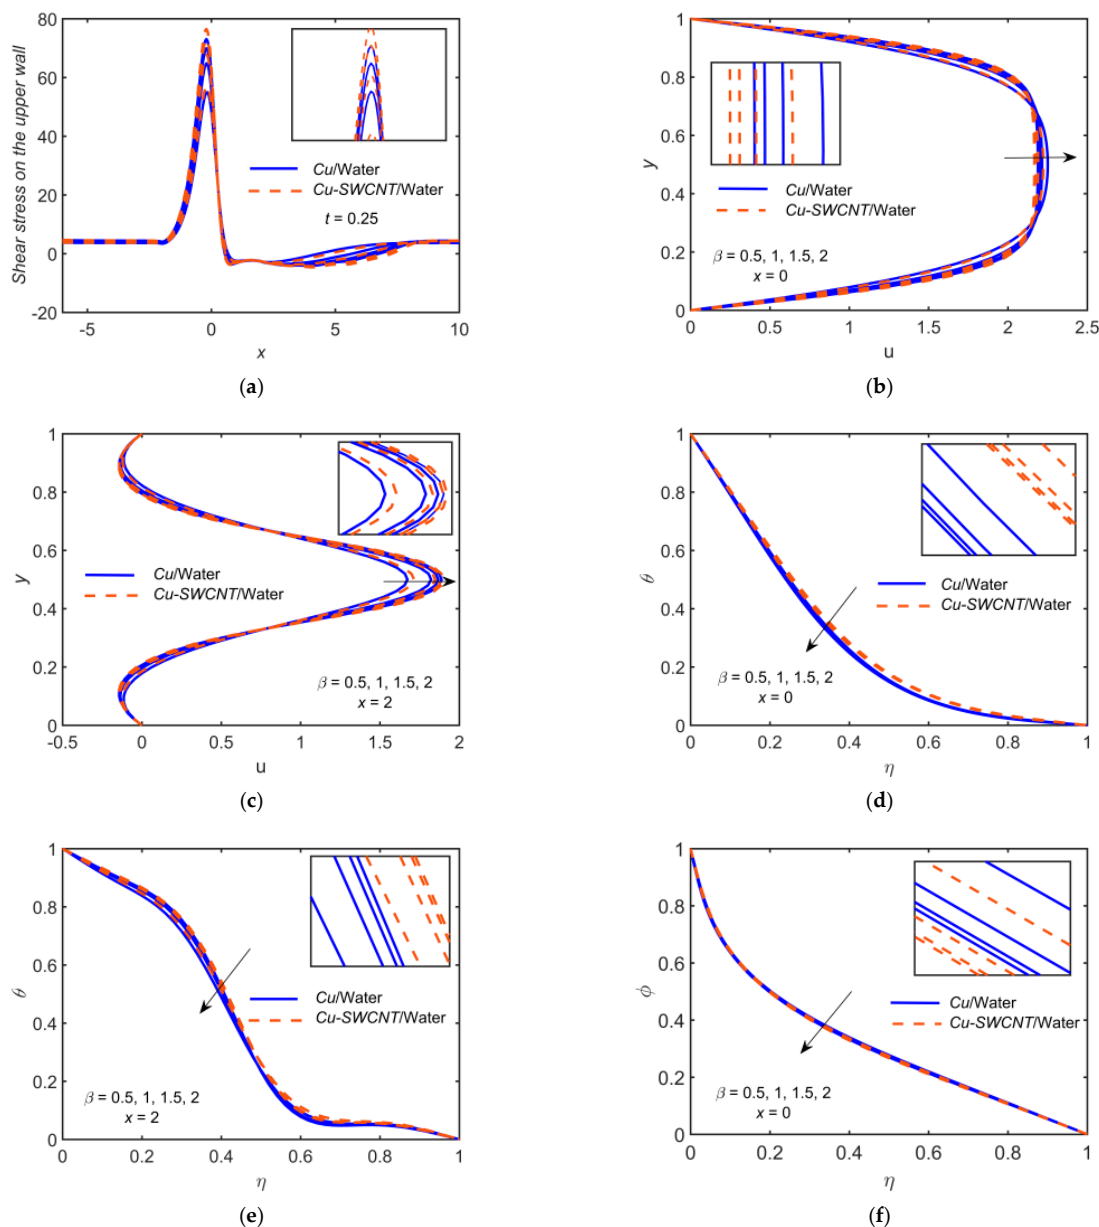 Shear stress on the upper wall
80
60
40
20
0
-20
Cu/Water
Cu-SWCNT/Water
t = 0.25
-5 0 5 10
x
(a)
y
1
0.8
0.6
0.4
0.2
0
Cu/Water
Cu-SWCNT/Water
β = 0.5, 1, 1.5, 2
x = 0
0 0.5 1 1.5 2 2.5
u
(b)
y
1
0.8
0.6
0.4
0.2
0
Cu/Water
Cu-SWCNT/Water
β = 0.5, 1, 1.5, 2
x = 2
-0.5 0 0.5 1 1.5 2
u
(c)
θ
1
0.8
0.6
0.4
0.2
0
Cu/Water
Cu-SWCNT/Water
β = 0.5, 1, 1.5, 2
x = 0
0 0.2 0.4 0.6 0.8 1
η
(d)
θ
1
0.8
0.6
0.4
0.2
0
Cu/Water
Cu-SWCNT/Water
β = 0.5, 1, 1.5, 2
x = 2
0 0.2 0.4 0.6 0.8 1
η
(e)
ϕ
1
0.8
0.6
0.4
0.2
0
Cu/Water
Cu-SWCNT/Water
β = 0.5, 1, 1.5, 2
x = 0
0 0.2 0.4 0.6 0.8 1
η
(f)